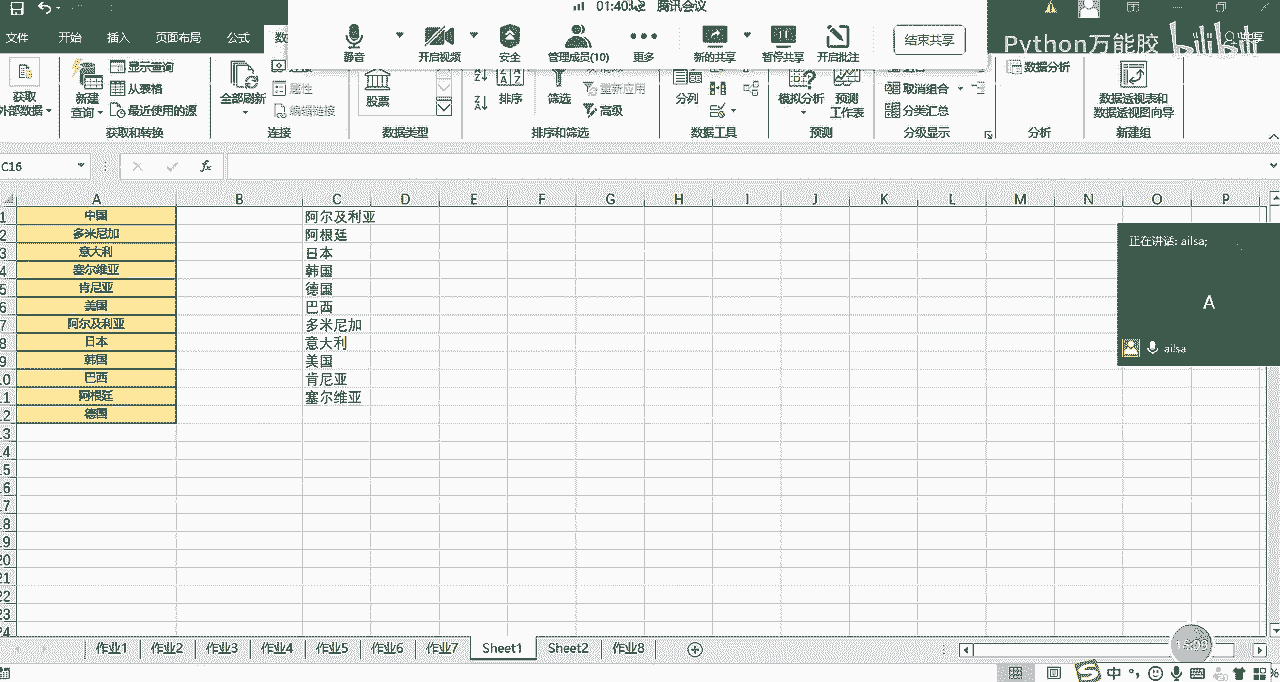 01:40 腾讯会议
文件 开始 插入 页面布局 公式 数
静音 开启视频 安全 管理成员(10) 更多 新的共享 暂停共享 开启批注 结束共享
Python万能胶 bilibili
获取
外部数据
新建
查询
显示查询
从表格
最近使用的源
获取和转换
全部刷新
属性
编辑链接
连接
股票
数据类型
排序
筛选
重新应用
高级
排序和筛选
分列
数据工具
模拟分析
预测
工作表
预测
取消组合
分类汇总
分级显示
数据分析
分析
数据透视表和
数据透视图向导
新建组
C16 fx
A B C D E F G H I J K L M N O P
1 中国 阿尔及利亚
2 多米尼加 阿根廷
3 意大利 日本
4 塞尔维亚 韩国
5 肯尼亚 德国
6 美国 巴西
7 阿尔及利亚 多米尼加
8 日本 意大利
9 韩国 美国
10 巴西 肯尼亚
11 阿根廷 塞尔维亚
12 德国
13
14
15
16
17
18
19
20
21
22
23
24
正在讲话: ailsa;
A
ailsa
作业1 作业2 作业3 作业4 作业5 作业6 作业7 Sheet1 Sheet2 作业8
中